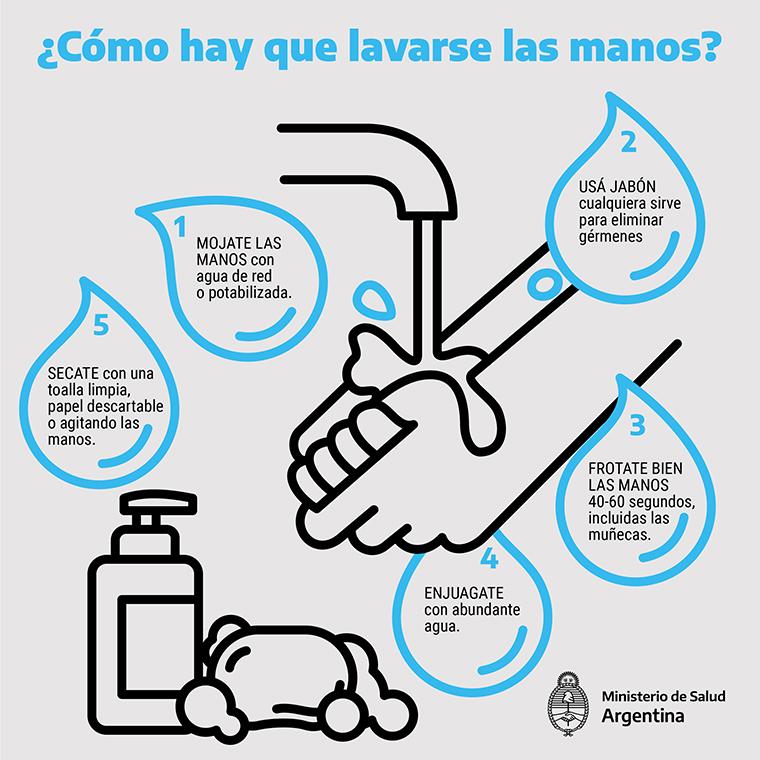 ¿Cómo hay que lavarse las manos?
1
MOJATE LAS
MANOS con
agua de red
o potabilizada.
2
USÁ JABÓN
cualquiera sirve
para eliminar
gérmenes
3
FROTATE BIEN
LAS MANOS
40-60 segundos,
incluidas las
muñecas.
4
ENJUAGATE
con abundante
agua.
5
SECATE con una
toalla limpia,
papel descartable
o agitando las
manos.
Ministerio de Salud
Argentina